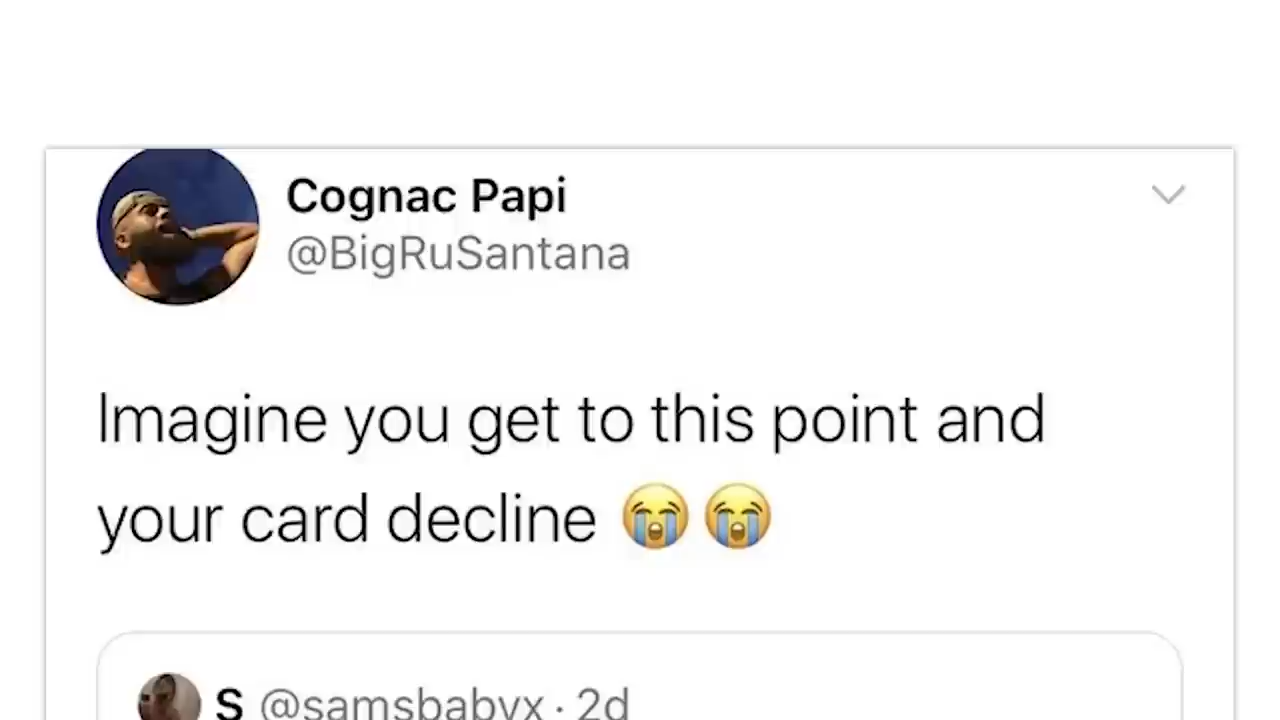 Cognac Papi
@BigRuSantana
Imagine you get to this point and
your card decline 😭😭
S @samsbabyx · 2d